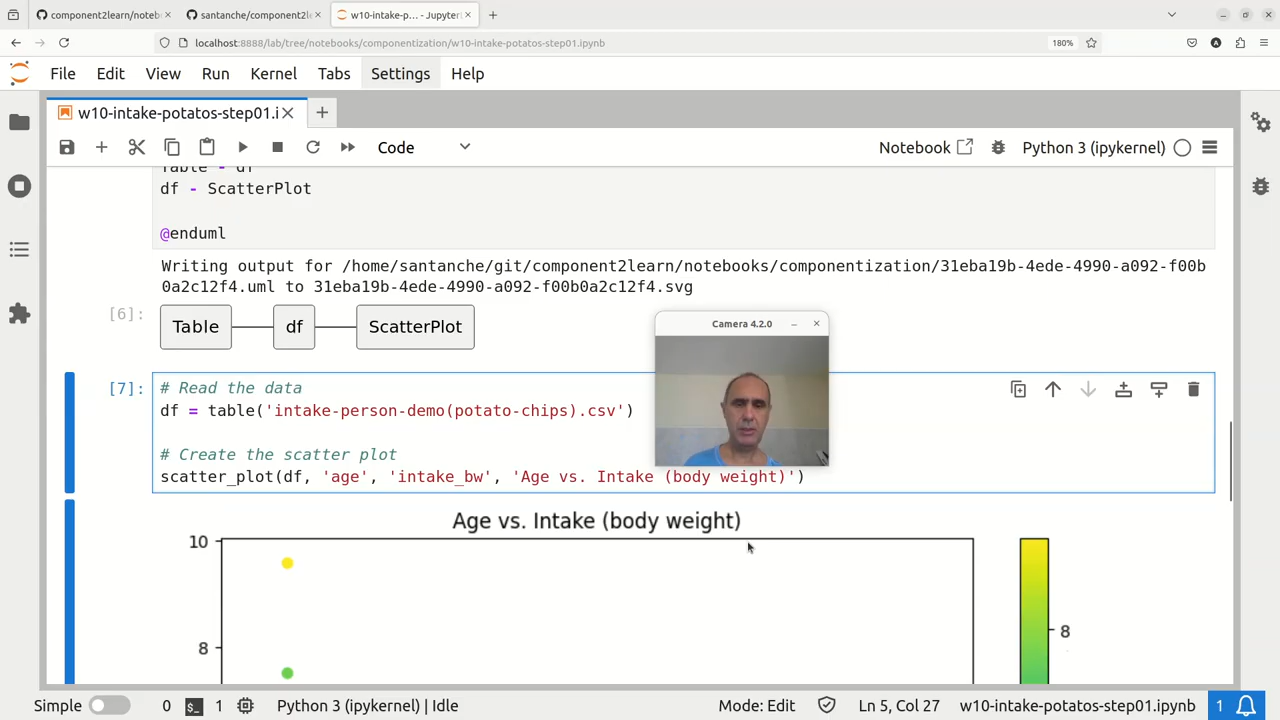 component2learn/noteb
santanche/component2l
w10-intake-p... - Jupyterl
localhost:8888/lab/tree/notebooks/componentization/w10-intake-potatos-step01.ipynb
180%
File Edit View Run Kernel Tabs Settings Help
w10-intake-potatos-step01.i
Code
Notebook
Python 3 (ipykernel)
Table - df
df - ScatterPlot
@enduml
Writing output for /home/santanche/git/component2learn/notebooks/componentization/31eba19b-4ede-4990-a092-f00b
0a2c12f4.uml to 31eba19b-4ede-4990-a092-f00b0a2c12f4.svg
[6]:
Table df ScatterPlot
Camera 4.2.0
[7]:
# Read the data
df = table('intake-person-demo(potato-chips).csv')
# Create the scatter plot
scatter_plot(df, 'age', 'intake_bw', 'Age vs. Intake (body weight)')
Age vs. Intake (body weight)
10
8
8
Simple 0 1 Python 3 (ipykernel) | Idle Mode: Edit Ln 5, Col 27 w10-intake-potatos-step01.ipynb 1